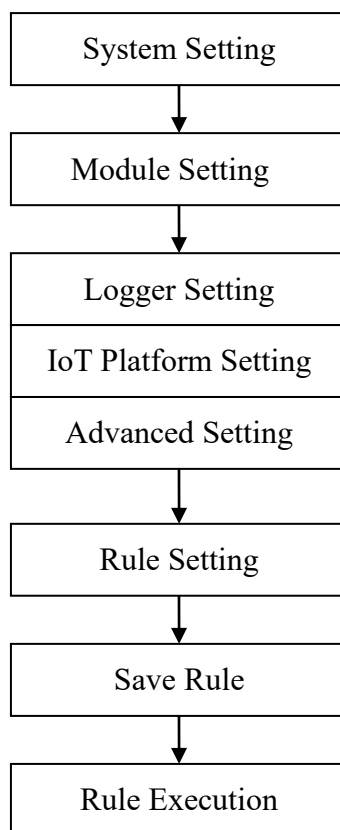 System Setting
Module Setting
Logger Setting
IoT Platform Setting
Advanced Setting
Rule Setting
Save Rule
Rule Execution